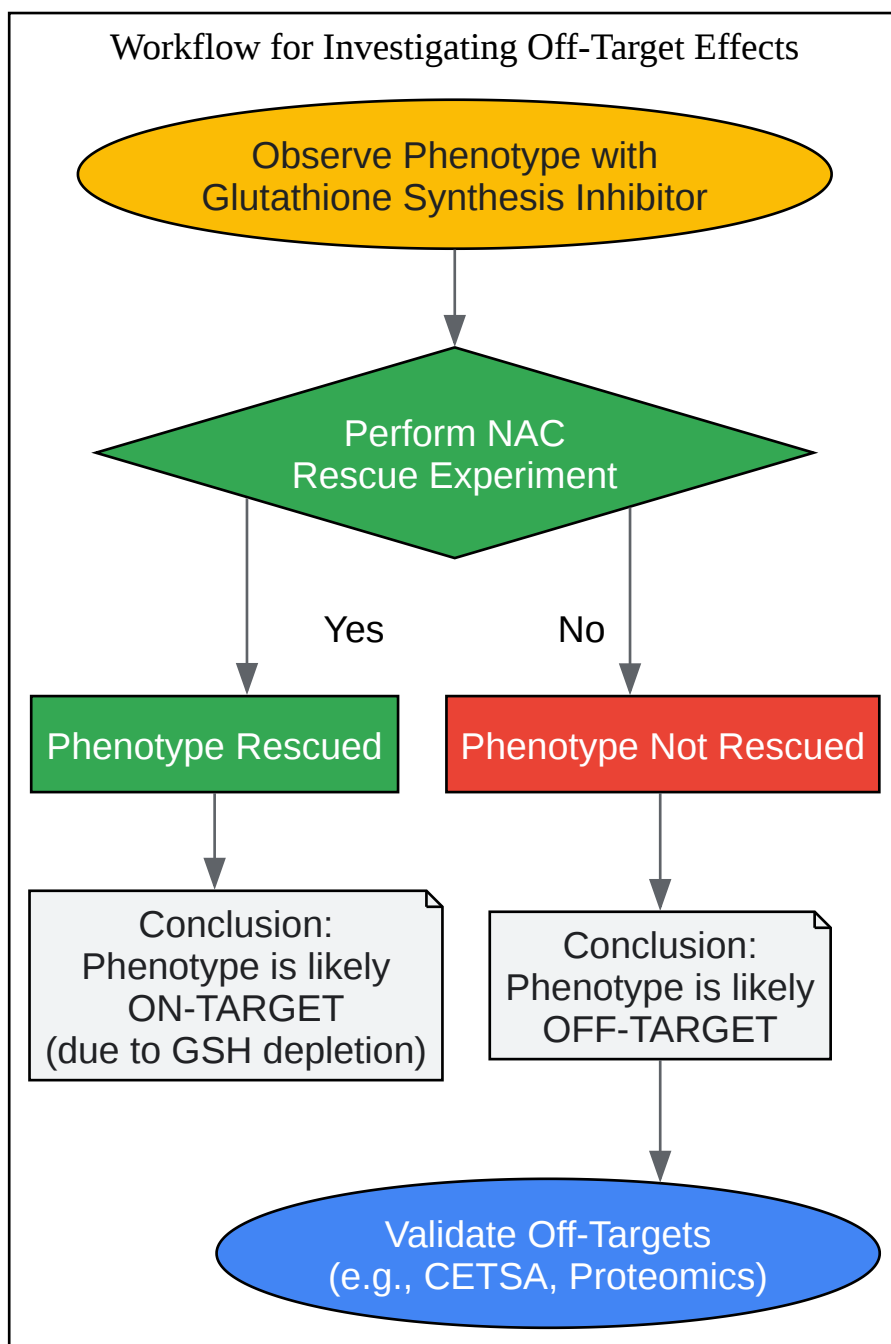 Workflow for Investigating Off-Target Effects
Observe Phenotype with
Glutathione Synthesis Inhibitor
Perform NAC
Rescue Experiment
Yes
No
Phenotype Rescued
Phenotype Not Rescued
Conclusion:
Phenotype is likely
ON-TARGET
(due to GSH depletion)
Conclusion:
Phenotype is likely
OFF-TARGET
Validate Off-Targets
(e.g., CETSA, Proteomics)